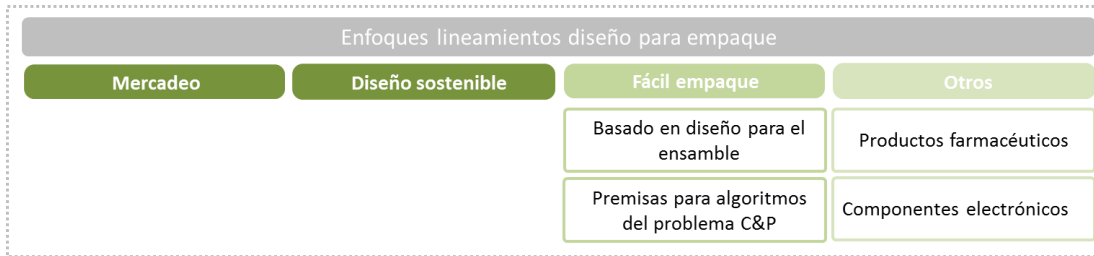 Enfoques lineamientos diseño para empaque
Mercadeo
Diseño sostenible
Fácil empaque
Otros
Basado en diseño para el
ensamble
Productos farmacéuticos
Premisas para algoritmos
del problema C&P
Componentes electrónicos